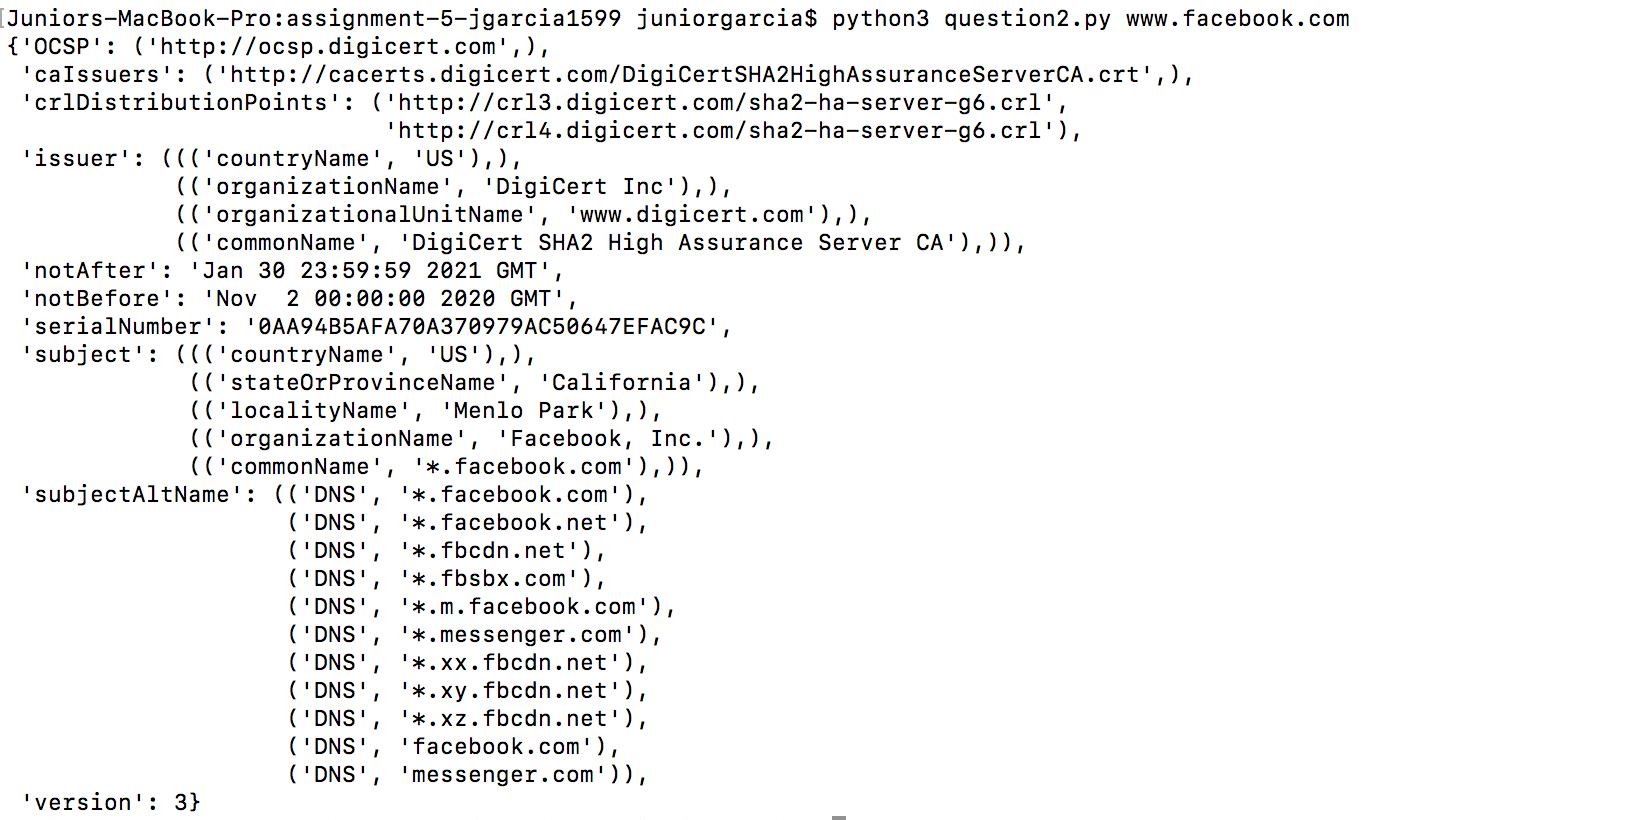 Juniors-MacBook-Pro:assignment-5-jgarcia1599 juniorgarcia$ python3 question2.py www.facebook.com
{'OCSP': ('http://ocsp.digicert.com',),
 'caIssuers': ('http://cacerts.digicert.com/DigiCertSHA2HighAssuranceServerCA.crt',),
 'crlDistributionPoints': ('http://crl3.digicert.com/sha2-ha-server-g6.crl',
                           'http://crl4.digicert.com/sha2-ha-server-g6.crl'),
 'issuer': ((('countryName', 'US'),),
            (('organizationName', 'DigiCert Inc'),),
            (('organizationalUnitName', 'www.digicert.com'),),
            (('commonName', 'DigiCert SHA2 High Assurance Server CA'),)),
 'notAfter': 'Jan 30 23:59:59 2021 GMT',
 'notBefore': 'Nov  2 00:00:00 2020 GMT',
 'serialNumber': '0AA94B5AFA70A370979AC50647EFAC9C',
 'subject': ((('countryName', 'US'),),
             (('stateOrProvinceName', 'California'),),
             (('localityName', 'Menlo Park'),),
             (('organizationName', 'Facebook, Inc.'),),
             (('commonName', '*.facebook.com'),)),
 'subjectAltName': (('DNS', '*.facebook.com'),
                    ('DNS', '*.facebook.net'),
                    ('DNS', '*.fbcdn.net'),
                    ('DNS', '*.fbsbx.com'),
                    ('DNS', '*.m.facebook.com'),
                    ('DNS', '*.messenger.com'),
                    ('DNS', '*.xx.fbcdn.net'),
                    ('DNS', '*.xy.fbcdn.net'),
                    ('DNS', '*.xz.fbcdn.net'),
                    ('DNS', 'facebook.com'),
                    ('DNS', 'messenger.com')),
 'version': 3}